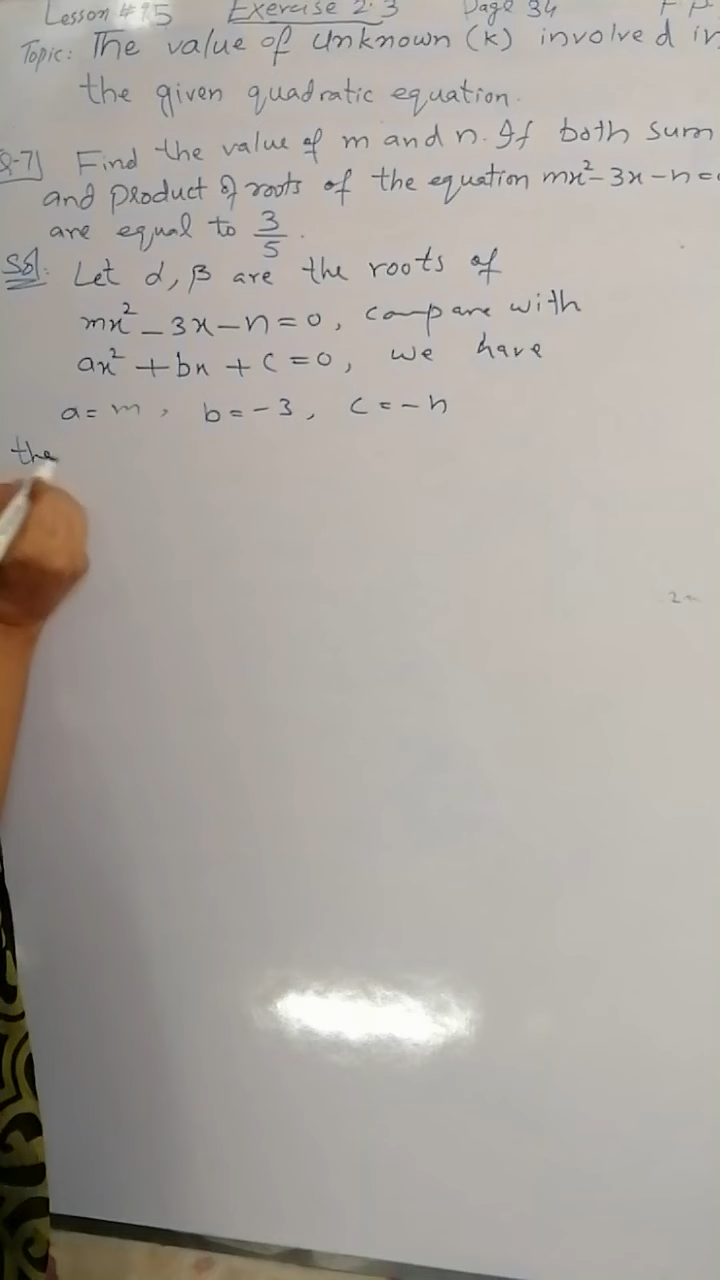 Lesson #15 Exercise 2.3 Page 34
Topic: The value of unknown (k) involved in
the given quadratic equation.
Q-7] Find the value of m and n. If both sum
and product of roots of the equation mx²-3x-n=0
are equal to 3/5.
Sol: Let α, β are the roots of
mx²-3x-n=0, compare with
ax²+bx+c=0, we have
a=m, b=-3, c=-n
the